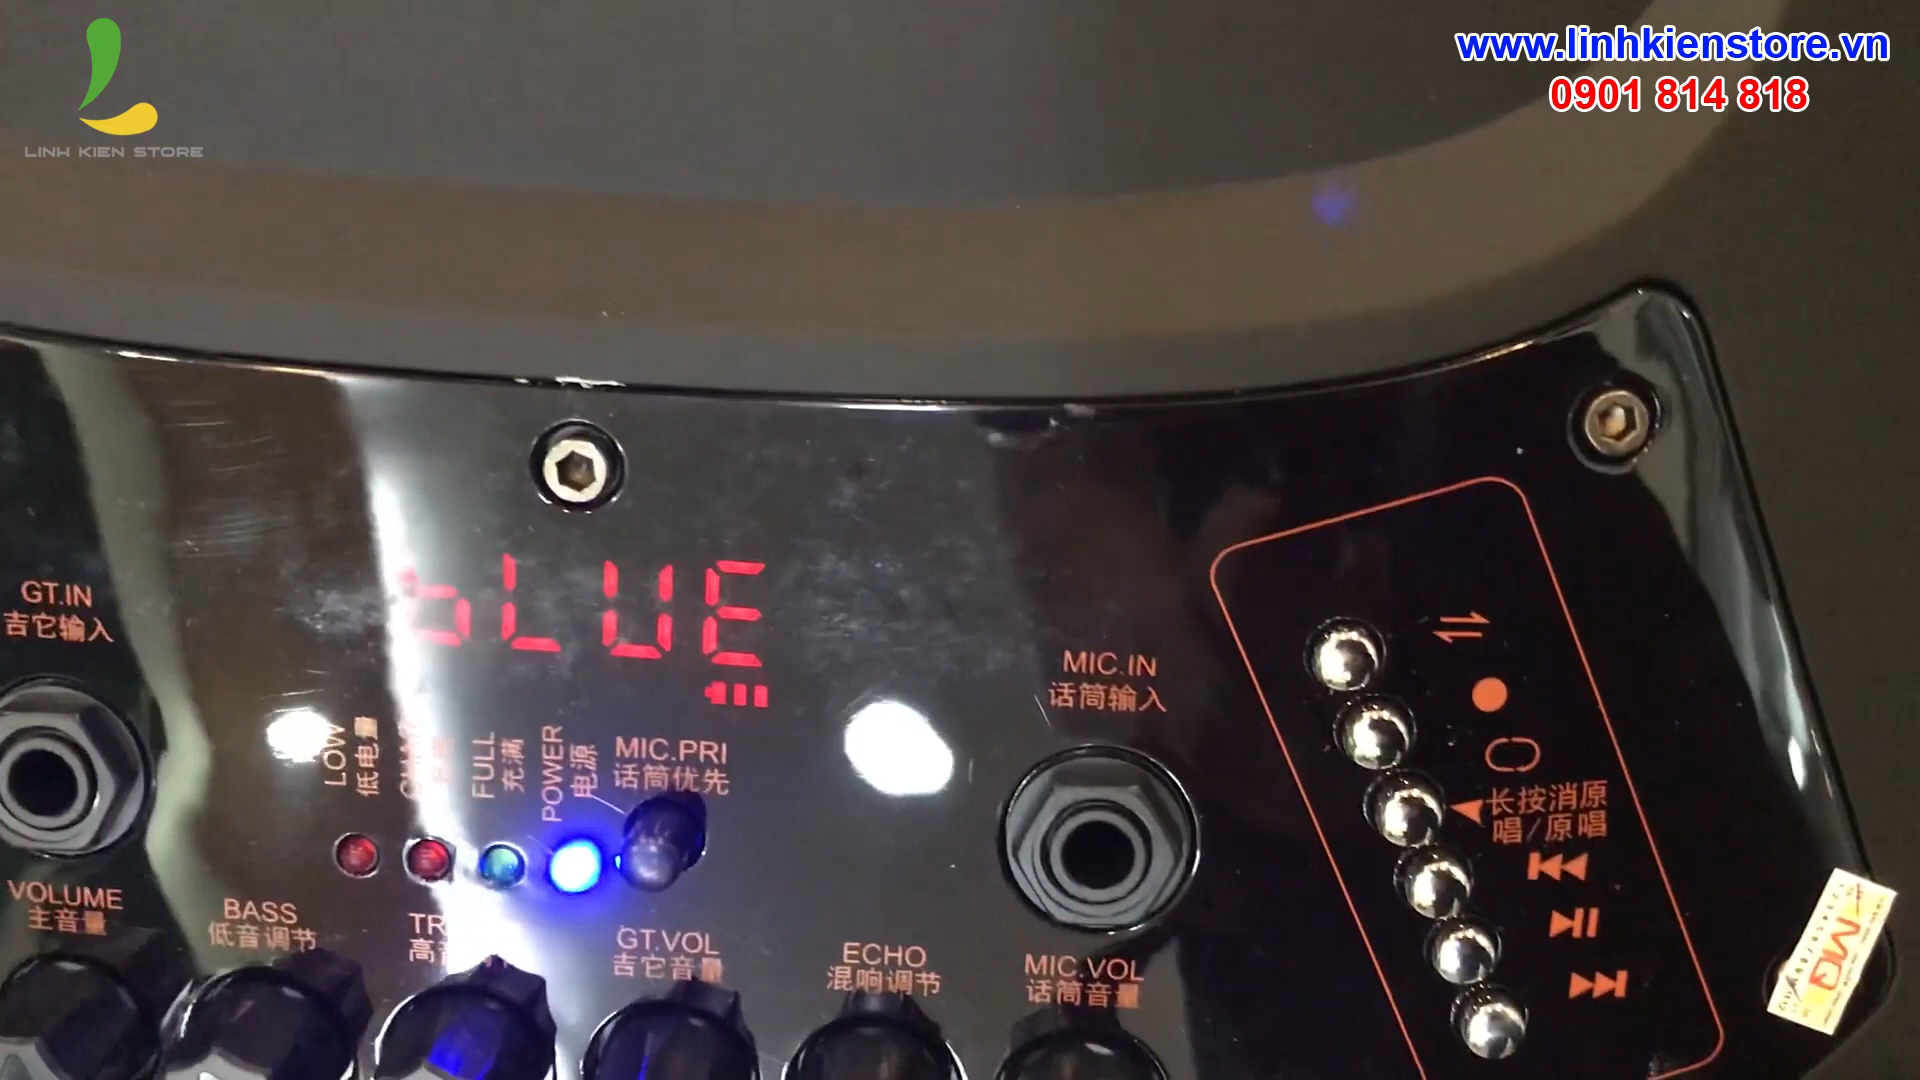 www.linhkienstore.vn
0901 814 818
LINH KIEN STORE
bLUE
GT.IN
吉它输入
MIC.IN
话筒输入
LOW
低电量
FULL
充满
POWER
电源
MIC.PRI
话筒优先
长按消原
唱/原唱
VOLUME
主音量
BASS
低音调节
GT.VOL
吉它音量
ECHO
混响调节
MIC.VOL
话筒音量
MQ